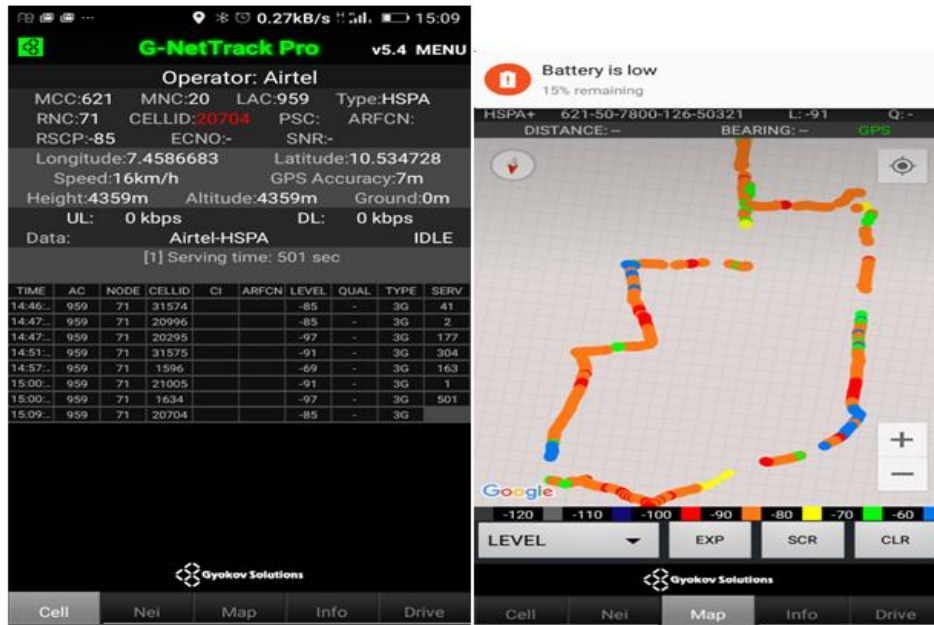 0.27kB/s 15:09
G-NetTrack Pro v5.4 MENU
Operator: Airtel
MCC:621 MNC:20 LAC:959 Type:HSPA
RNC:71 CELLID:20704 PSC: ARFCN:
RSCP:-85 ECNO:- SNR:-
Longitude:7.4586683 Latitude:10.534728
Speed:16km/h GPS Accuracy:7m
Height:4359m Altitude:4359m Ground:0m
UL: 0 kbps DL: 0 kbps
Data: Airtel-HSPA IDLE
[1] Serving time: 501 sec
TIME AC NODE CELLID CI ARFCN LEVEL QUAL TYPE SERV
14:46:.. 959 71 31574 -85 - 3G 41
14:47:.. 959 71 20996 -85 - 3G 2
14:47:.. 959 71 20295 -97 - 3G 177
14:51:.. 959 71 31575 -91 - 3G 304
14:57:.. 959 71 1596 -69 - 3G 163
15:00:.. 959 71 21005 -91 - 3G 1
15:00:.. 959 71 1634 -97 - 3G 501
15:09:.. 959 71 20704 -85 - 3G
Gyokov Solutions
Cell Nei Map Info Drive
Battery is low
15% remaining
HSPA+ 621-50-7800-126-50321 L:-91 Q:-
DISTANCE:– BEARING:– GPS
Google
-120 -110 -100 -90 -80 -70 -60
LEVEL EXP SCR CLR
Gyokov Solutions
Cell Nei Map Info Drive